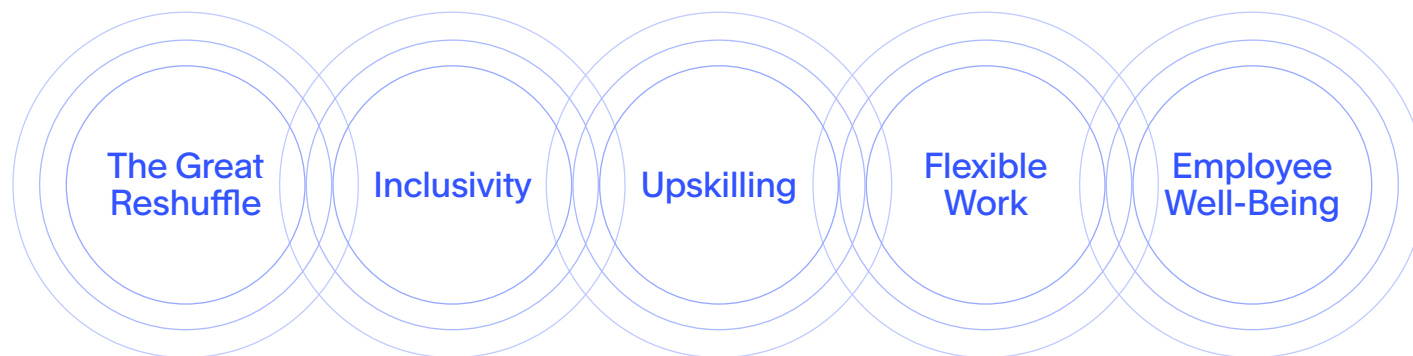 The Great
Reshuffle
Inclusivity
Upskilling
Flexible
Work
Employee
Well-Being